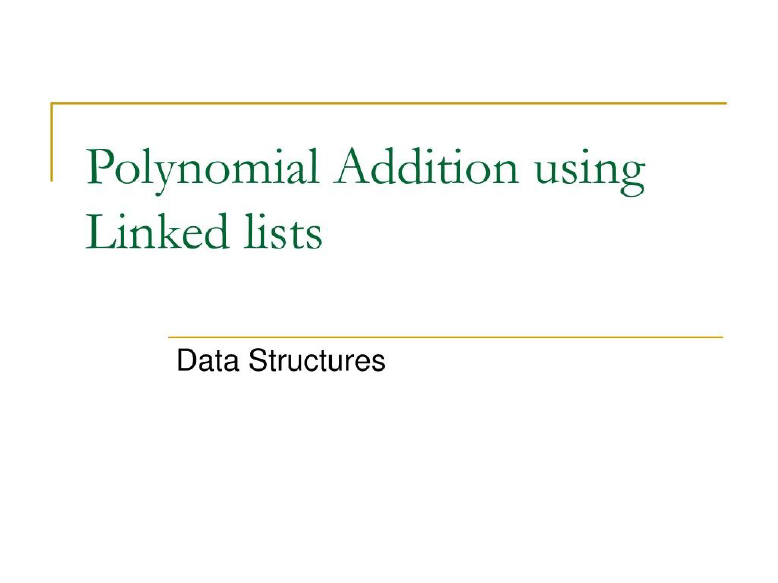 Polynomial Addition using
Linked lists
Data Structures